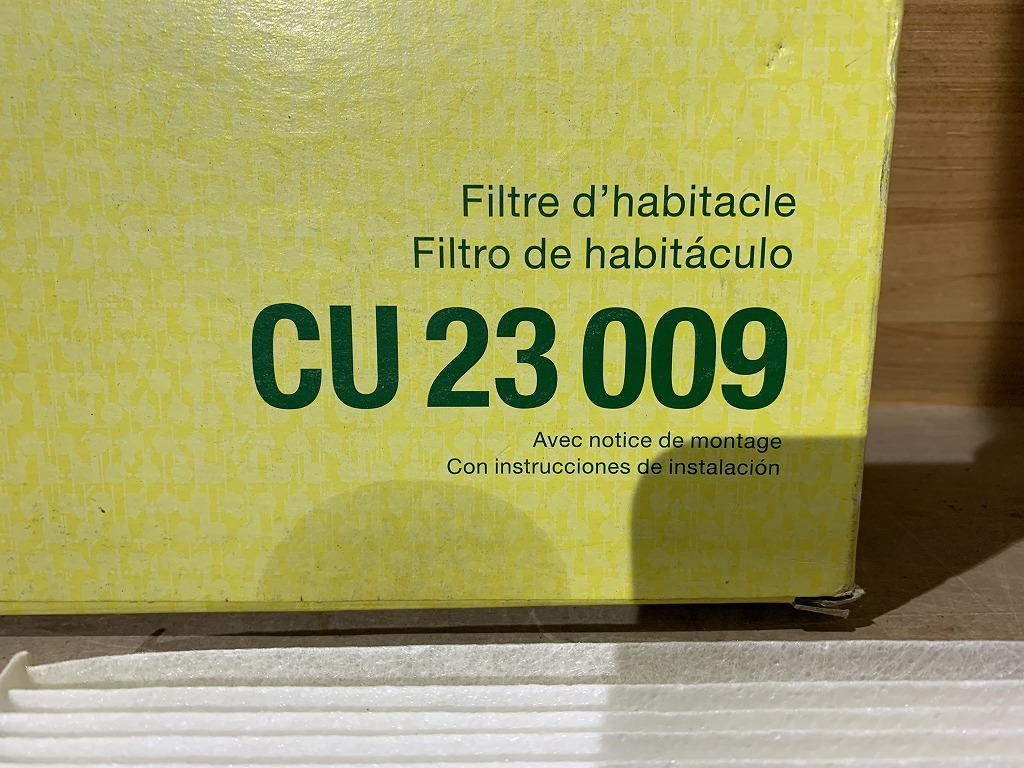 Filtre d’habitacle
Filtro de habitáculo
CU 23 009
Avec notice de montage
Con instrucciones de instalación